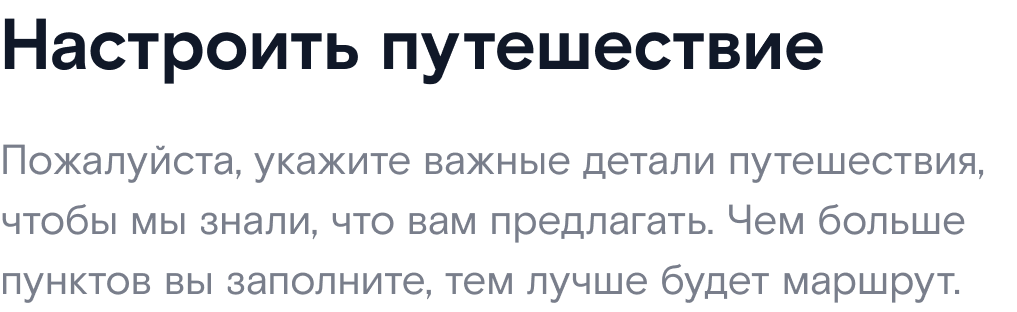 Настроить путешествие
Пожалуйста, укажите важные детали путешествия,
чтобы мы знали, что вам предлагать. Чем больше
пунктов вы заполните, тем лучше будет маршрут.